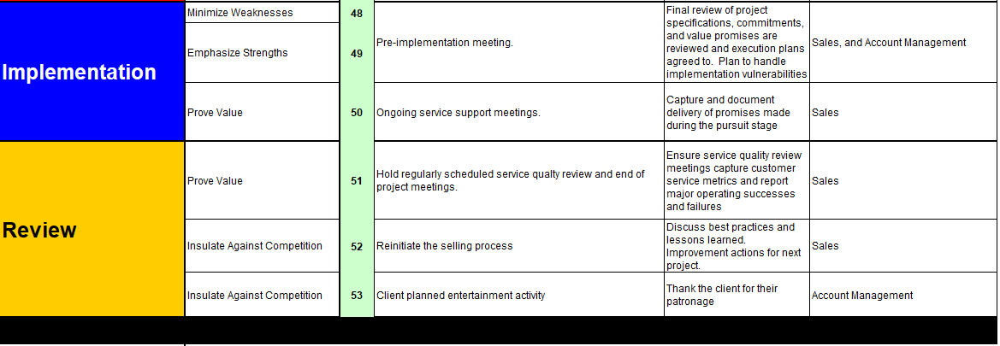 Implementation
Minimize Weaknesses
48
Emphasize Strengths
49
Pre-implementation meeting.
Final review of project
specifications, commitments,
and value promises are
reviewed and execution plans
agreed to.  Plan to handle
implementation vulnerabilities
Sales, and Account Management
Prove Value
50
Ongoing service support meetings.
Capture and document
delivery of promises made
during the pursuit stage
Sales
Review
Prove Value
51
Hold regularly scheduled service qualty review and end of
project meetings.
Ensure service quality review
meetings capture customer
service metrics and report
major operating successes
and failures
Sales
Insulate Against Competition
52
Reinitiate the selling process
Discuss best practices and
lessons learned.
Improvement actions for next
project.
Sales
Insulate Against Competition
53
Client planned entertainment activity
Thank the client for their
patronage
Account Management